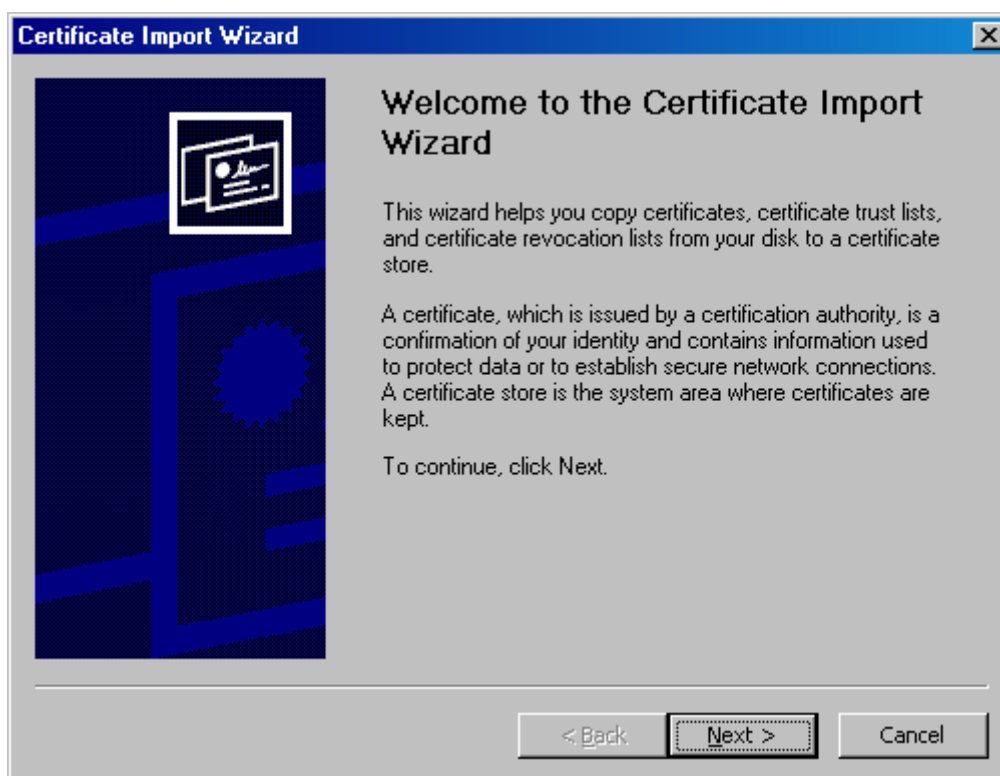 Certificate Import Wizard
Welcome to the Certificate Import
Wizard
This wizard helps you copy certificates, certificate trust lists,
and certificate revocation lists from your disk to a certificate
store.
A certificate, which is issued by a certification authority, is a
confirmation of your identity and contains information used
to protect data or to establish secure network connections.
A certificate store is the system area where certificates are
kept.
To continue, click Next.
< Back
Next >
Cancel